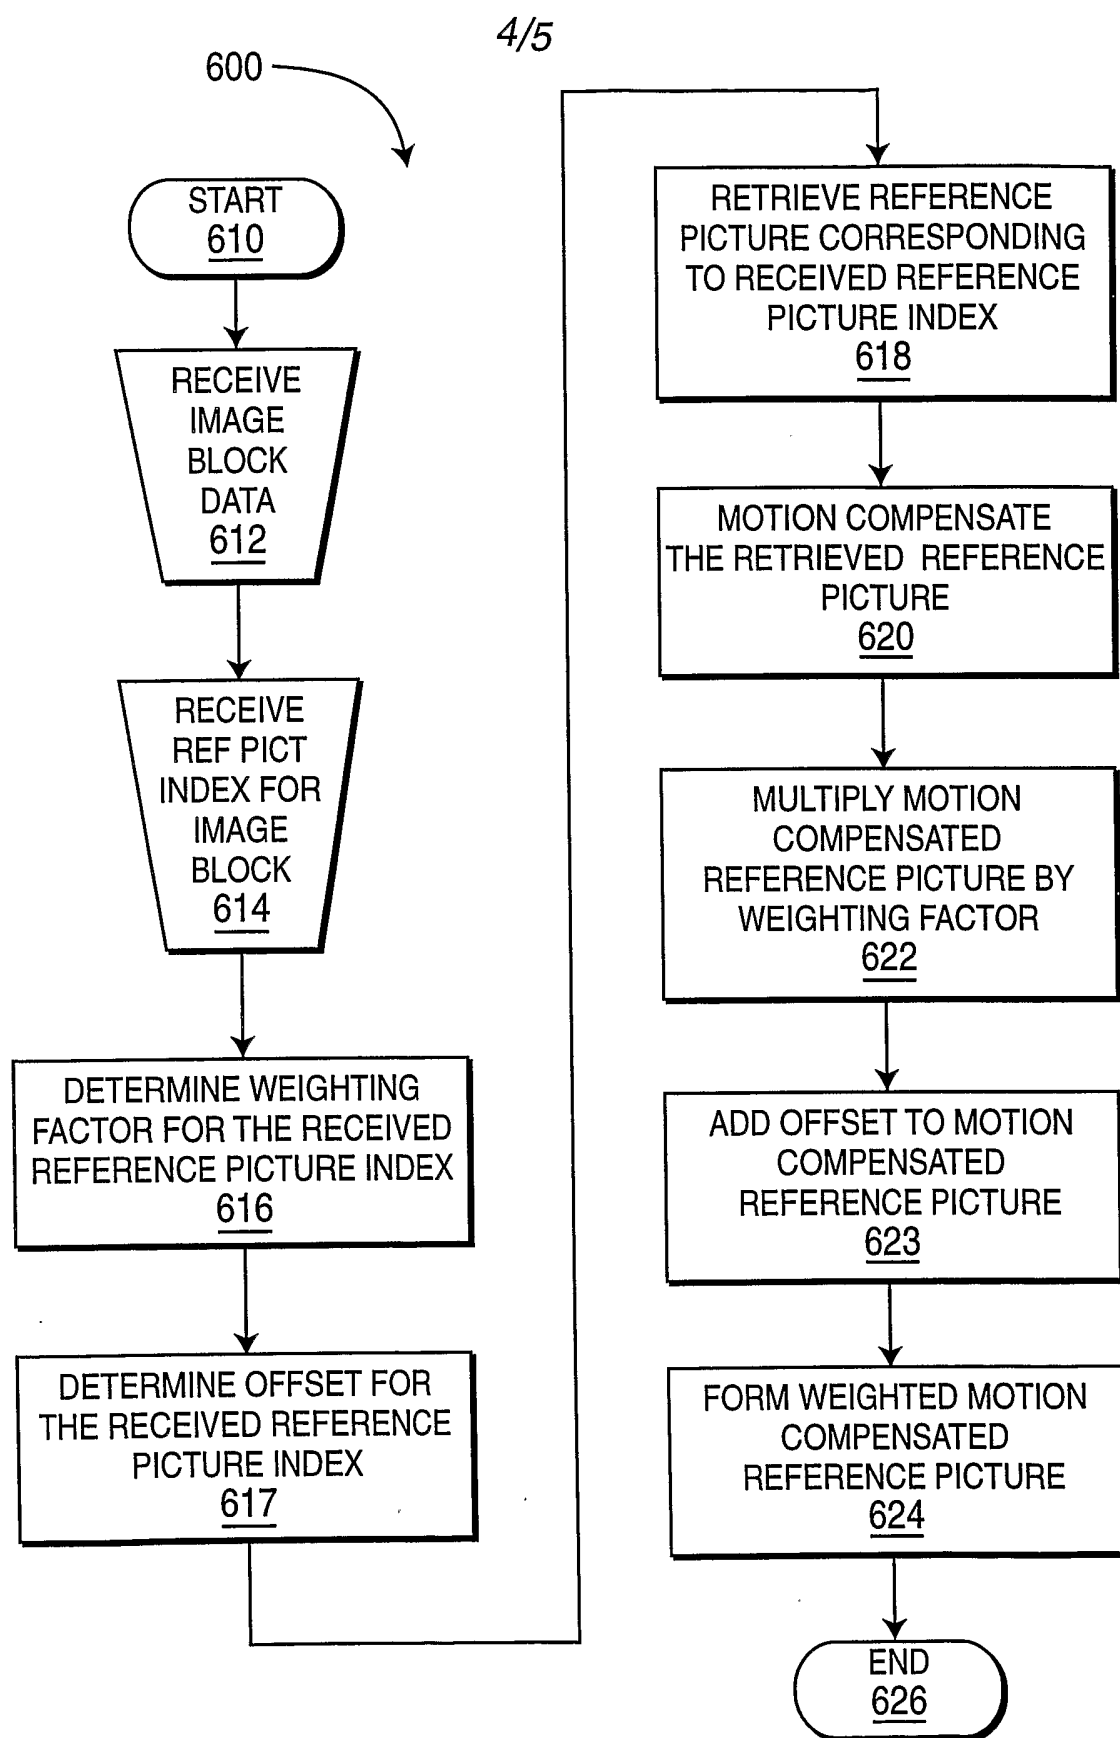 4/5
600
START
610
RECEIVE
IMAGE
BLOCK
DATA
612
RECEIVE
REF PICT
INDEX FOR
IMAGE
BLOCK
614
DETERMINE WEIGHTING
FACTOR FOR THE RECEIVED
REFERENCE PICTURE INDEX
616
DETERMINE OFFSET FOR
THE RECEIVED REFERENCE
PICTURE INDEX
617
RETRIEVE REFERENCE
PICTURE CORRESPONDING
TO RECEIVED REFERENCE
PICTURE INDEX
618
MOTION COMPENSATE
THE RETRIEVED REFERENCE
PICTURE
620
MULTIPLY MOTION
COMPENSATED
REFERENCE PICTURE BY
WEIGHTING FACTOR
622
ADD OFFSET TO MOTION
COMPENSATED
REFERENCE PICTURE
623
FORM WEIGHTED MOTION
COMPENSATED
REFERENCE PICTURE
624
END
626